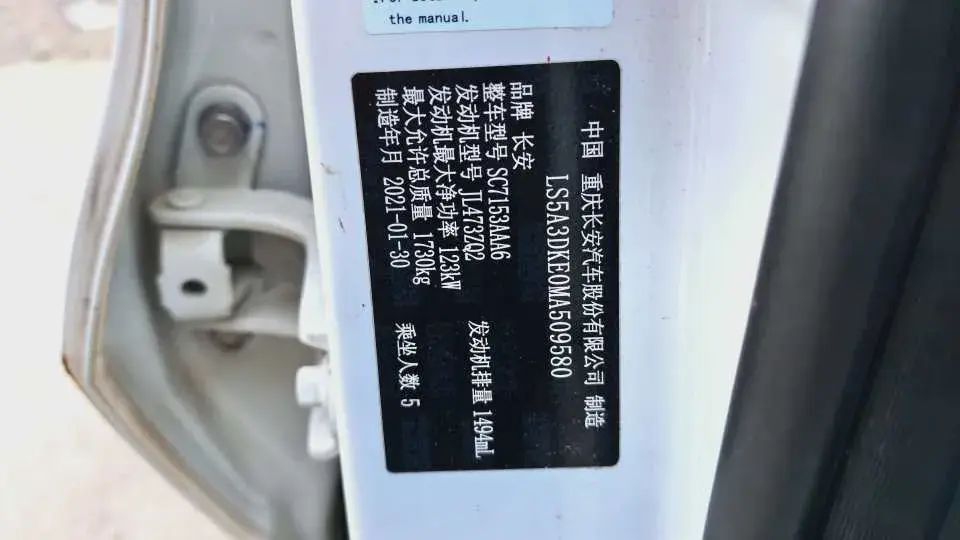 the manual.
中国 重庆长安汽车股份有限公司 制造
LS5A3DKE0MA509580
品牌 长安
整车型号 SC7153AAA6
发动机型号 JL473ZQ2 发动机排量 1494mL
发动机最大净功率 123kW
最大允许总质量 1730kg
制造年月 2021-01-30 乘坐人数 5